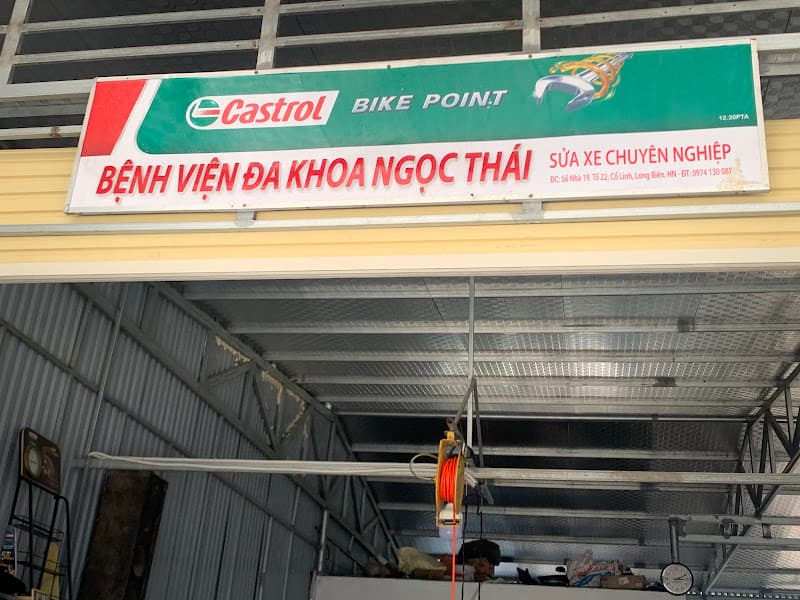 Castrol BIKE POINT
12.20PTA
BỆNH VIỆN ĐA KHOA NGỌC THÁI
SỬA XE CHUYÊN NGHIỆP
ĐC: Số Nhà 19, Tổ 22, Cổ Linh, Long Biên, HN - ĐT: 0974 130 087